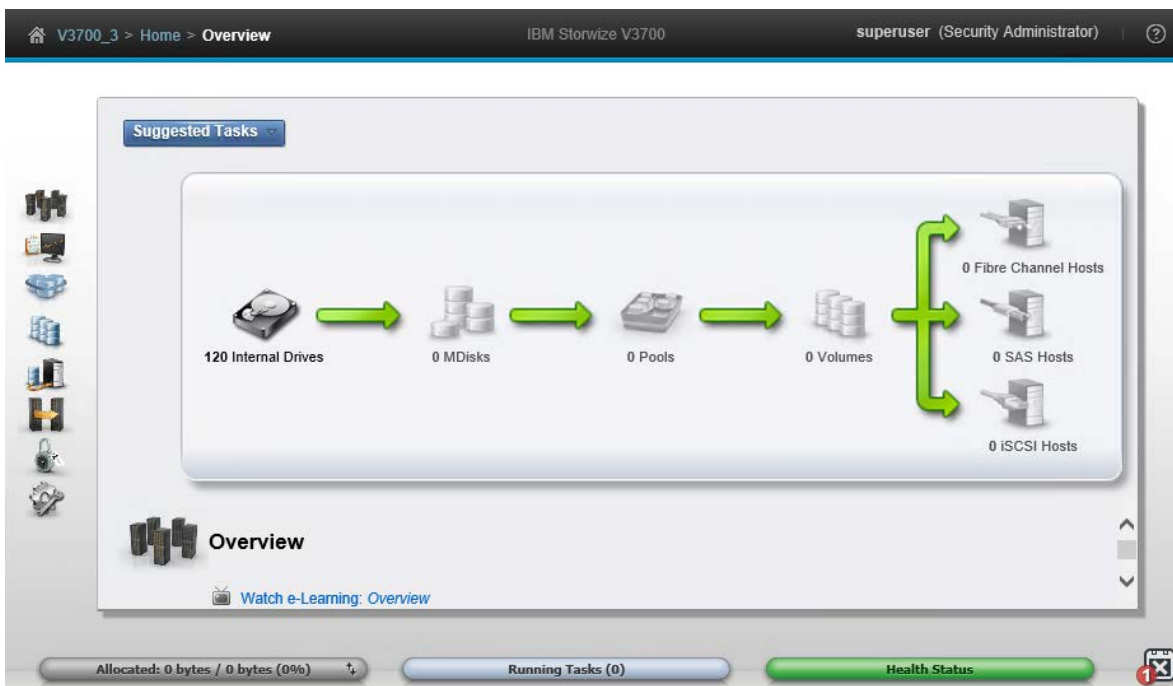 V3700_3 > Home > Overview
IBM Storwize V3700
superuser (Security Administrator)
?
Suggested Tasks
0 Fibre Channel Hosts
120 Internal Drives
0 MDisks
0 Pools
0 Volumes
0 SAS Hosts
0 iSCSI Hosts
Overview
Watch e-Learning: Overview
Allocated: 0 bytes / 0 bytes (0%)
Running Tasks (0)
Health Status
1